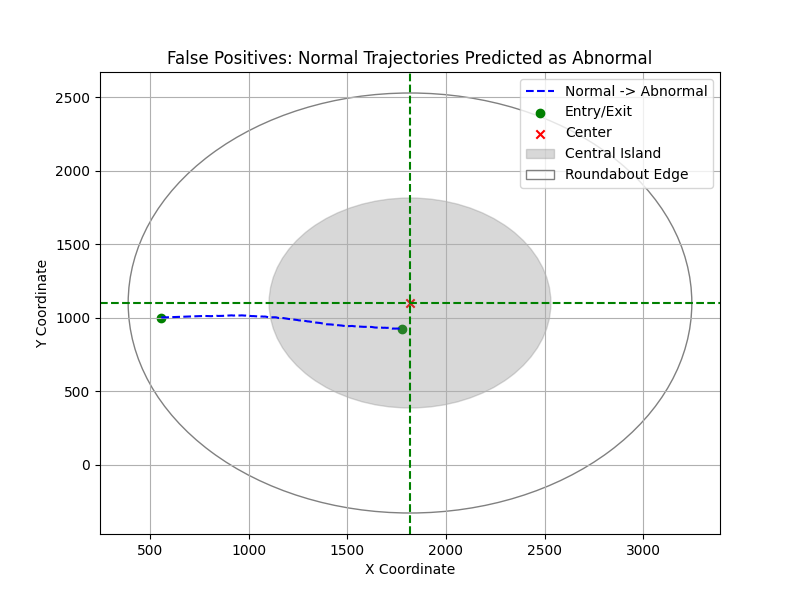 False Positives: Normal Trajectories Predicted as Abnormal
Normal -> Abnormal
Entry/Exit
Center
Central Island
Roundabout Edge
Y Coordinate
2500
2000
1500
1000
500
0
500
1000
1500
2000
2500
3000
X Coordinate